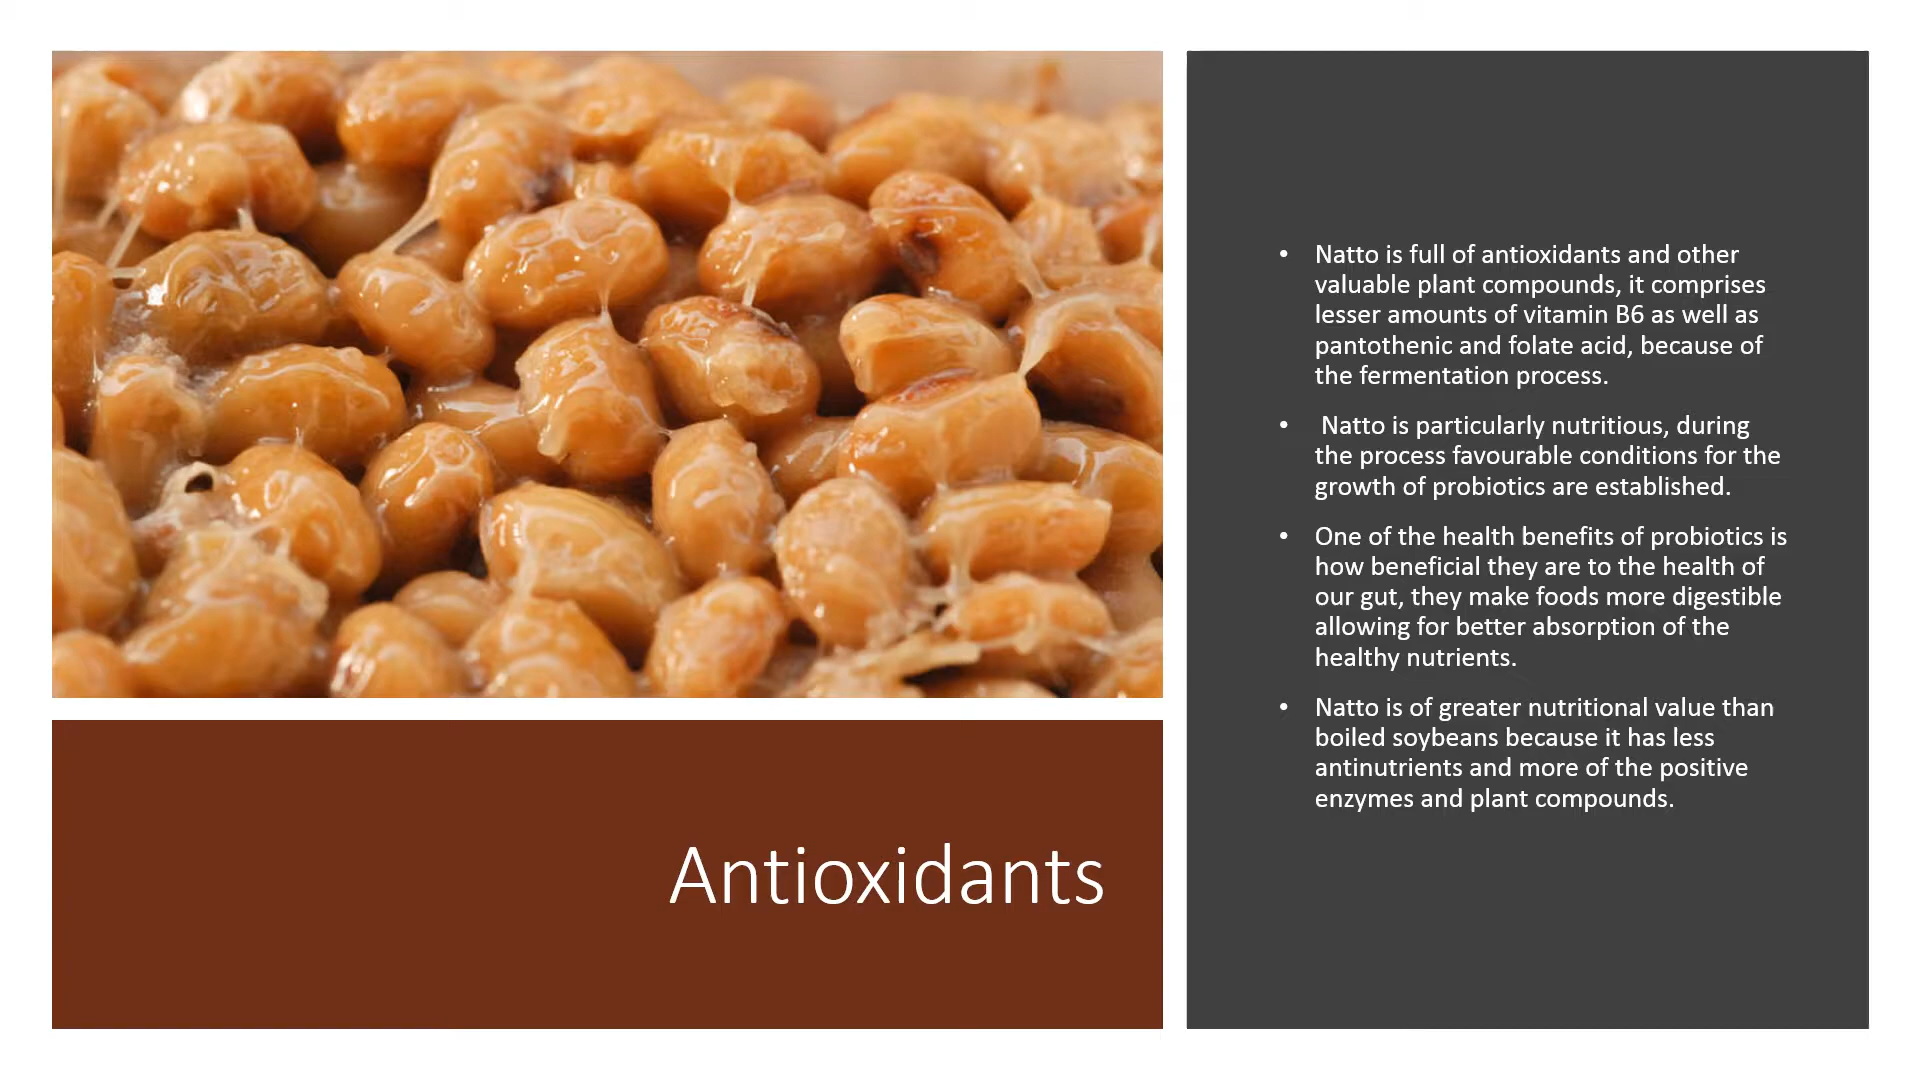 Antioxidants
• Natto is full of antioxidants and other
valuable plant compounds, it comprises
lesser amounts of vitamin B6 as well as
pantothenic and folate acid, because of
the fermentation process.
• Natto is particularly nutritious, during
the process favourable conditions for the
growth of probiotics are established.
• One of the health benefits of probiotics is
how beneficial they are to the health of
our gut, they make foods more digestible
allowing for better absorption of the
healthy nutrients.
• Natto is of greater nutritional value than
boiled soybeans because it has less
antinutrients and more of the positive
enzymes and plant compounds.